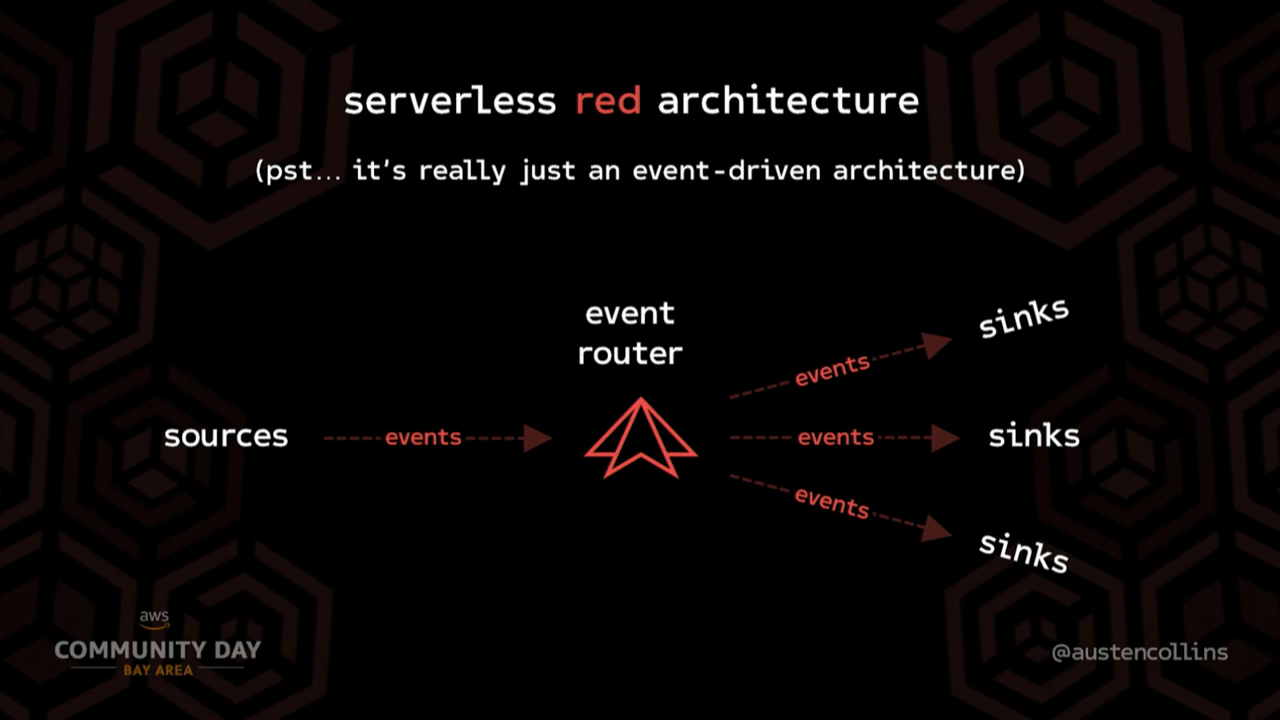 serverless red architecture
(pst... it's really just an event-driven architecture)
event
router
sources
events
events
sinks
events
sinks
events
sinks
aws
COMMUNITY DAY
BAY AREA
@austencollins